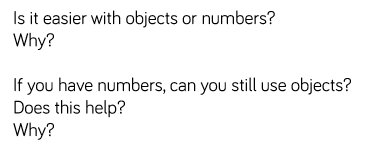 Is it easier with objects or numbers?
Why?
If you have numbers, can you still use objects?
Does this help?
Why?